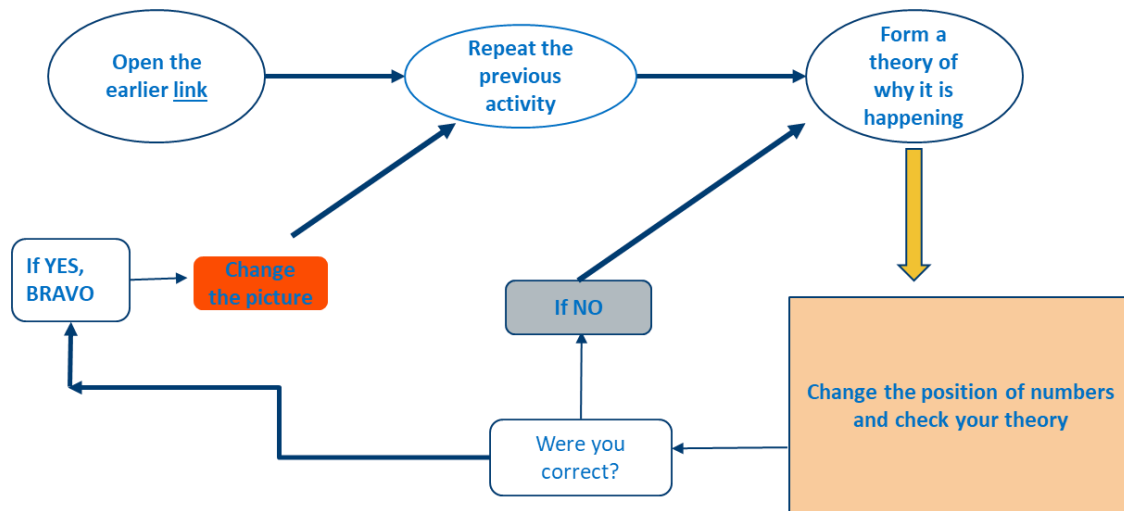 Open the
earlier link
Repeat the
previous
activity
Form a
theory of
why it is
happening
If YES,
BRAVO
Change
the picture
If NO
Change the position of numbers
and check your theory
Were you
correct?